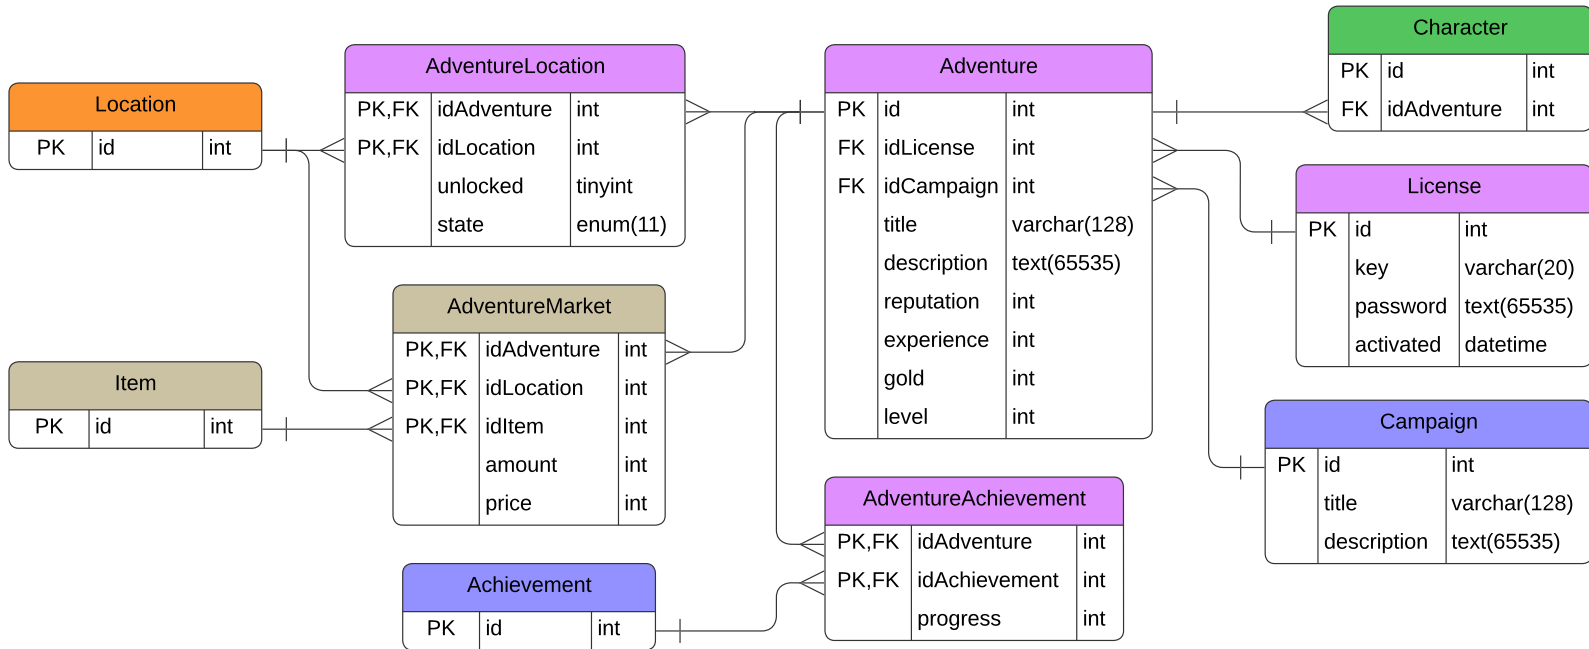 Location
PK id int
AdventureLocation
PK,FK idAdventure int
PK,FK idLocation int
unlocked tinyint
state enum(11)
Adventure
PK id int
FK idLicense int
FK idCampaign int
title varchar(128)
description text(65535)
reputation int
experience int
gold int
level int
Character
PK id int
FK idAdventure int
License
PK id int
key varchar(20)
password text(65535)
activated datetime
AdventureMarket
PK,FK idAdventure int
PK,FK idLocation int
PK,FK idItem int
amount int
price int
Item
PK id int
Campaign
PK id int
title varchar(128)
description text(65535)
AdventureAchievement
PK,FK idAdventure int
PK,FK idAchievement int
progress int
Achievement
PK id int